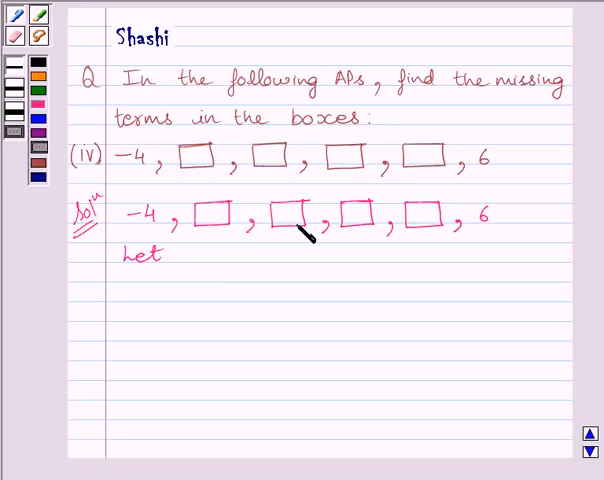 Shashi
Q In the following APs, find the missing
terms in the boxes:
(iv) -4, □, □, □, □, 6
Solⁿ -4, □, □, □, □, 6
Let